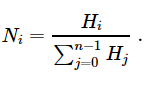 N_i = \frac{H_i}{\sum_{j=0}^{n-1} H_j} .